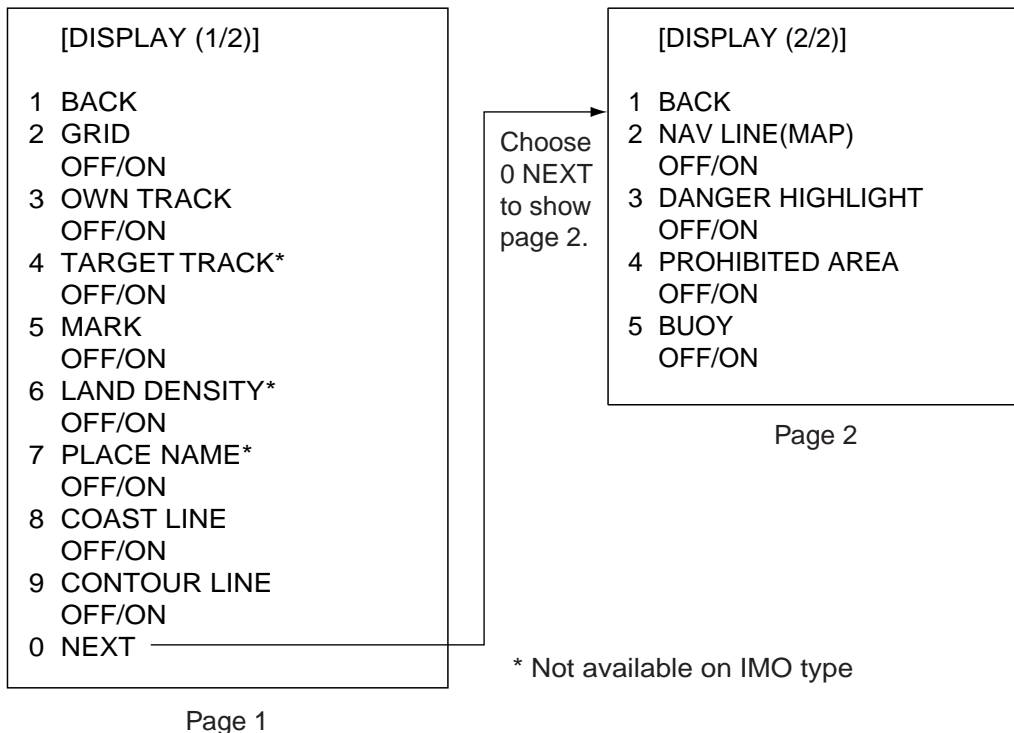 [DISPLAY (1/2)]
1 BACK
2 GRID
OFF/ON
3 OWN TRACK
OFF/ON
4 TARGET TRACK*
OFF/ON
5 MARK
OFF/ON
6 LAND DENSITY*
OFF/ON
7 PLACE NAME*
OFF/ON
8 COAST LINE
OFF/ON
9 CONTOUR LINE
OFF/ON
0 NEXT
Page 1
Choose
0 NEXT
to show
page 2.
[DISPLAY (2/2)]
1 BACK
2 NAV LINE(MAP)
OFF/ON
3 DANGER HIGHLIGHT
OFF/ON
4 PROHIBITED AREA
OFF/ON
5 BUOY
OFF/ON
Page 2
* Not available on IMO type